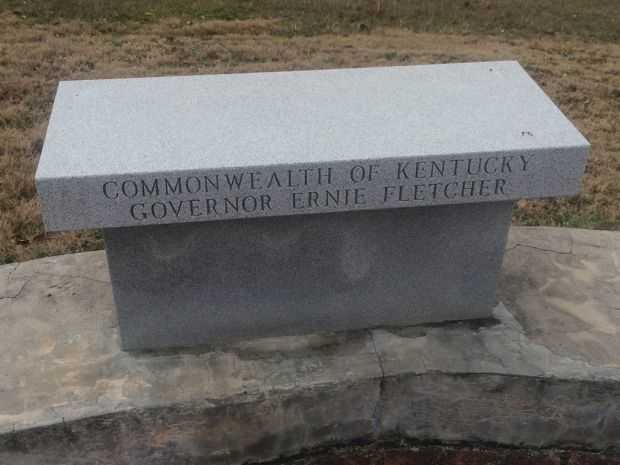 COMMONWEALTH OF KENTUCKY
GOVERNOR ERNIE FLETCHER